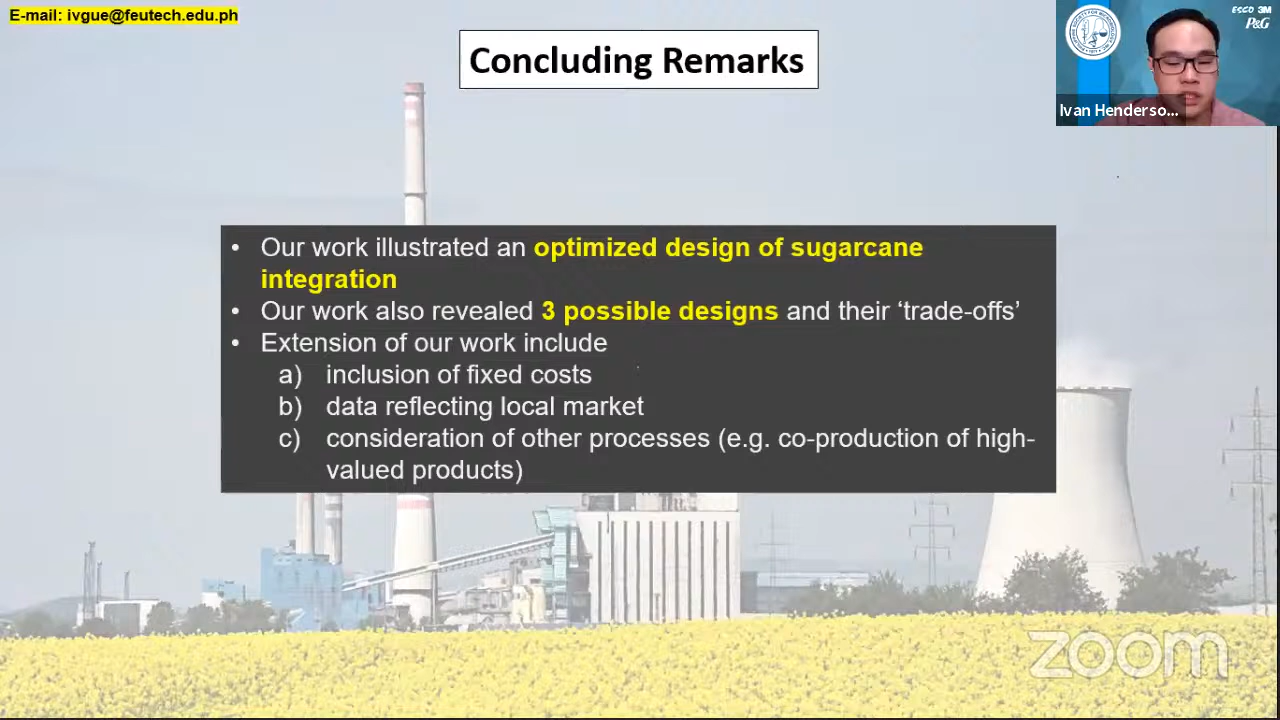 E-mail: ivgue@feutech.edu.ph
Concluding Remarks
ESCO 3M
P&G
Ivan Henderso...
• Our work illustrated an optimized design of sugarcane
integration
• Our work also revealed 3 possible designs and their ‘trade-offs’
• Extension of our work include
a) inclusion of fixed costs
b) data reflecting local market
c) consideration of other processes (e.g. co-production of high-
valued products)
zoom